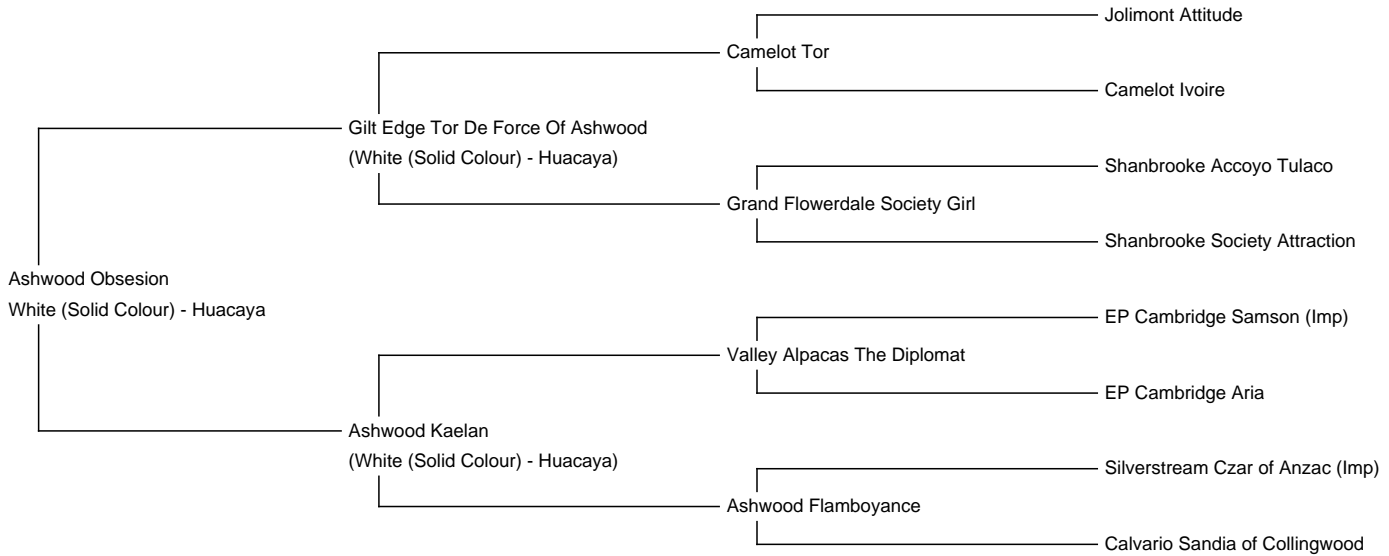 Jolimont Attitude
Camelot Tor
Camelot Ivoire
Gilt Edge Tor De Force Of Ashwood
(White (Solid Colour) - Huacaya)
Shanbrooke Accoyo Tulaco
Grand Flowerdale Society Girl
Shanbrooke Society Attraction
Ashwood Obsesion
White (Solid Colour) - Huacaya
EP Cambridge Samson (Imp)
Valley Alpacas The Diplomat
EP Cambridge Aria
Ashwood Kaelan
(White (Solid Colour) - Huacaya)
Silverstream Czar of Anzac (Imp)
Ashwood Flamboyance
Calvario Sandia of Collingwood